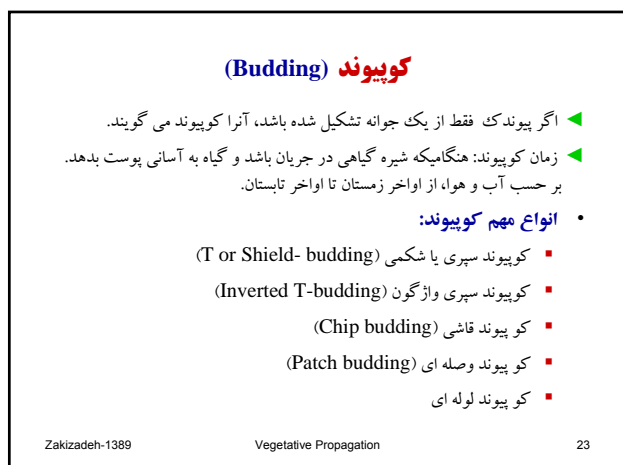 کوپیوند (Budding)
اگر پیوندک فقط از یک جوانه تشکیل شده باشد، آنرا کوپیوند می گویند.
زمان کوپیوند: هنگامیکه شیره گیاهی در جریان باشد و گیاه به آسانی پوست بدهد.
بر حسب آب و هوا، از اواخر زمستان تا اواخر تابستان.
• انواع مهم کوپیوند:
کوپیوند سپری یا شکمی (T or Shield- budding)
کوپیوند سپری واژگون (Inverted T-budding)
کو پیوند قاشی (Chip budding)
کو پیوند وصله ای (Patch budding)
کو پیوند لوله ای
Zakizadeh-1389 Vegetative Propagation 23